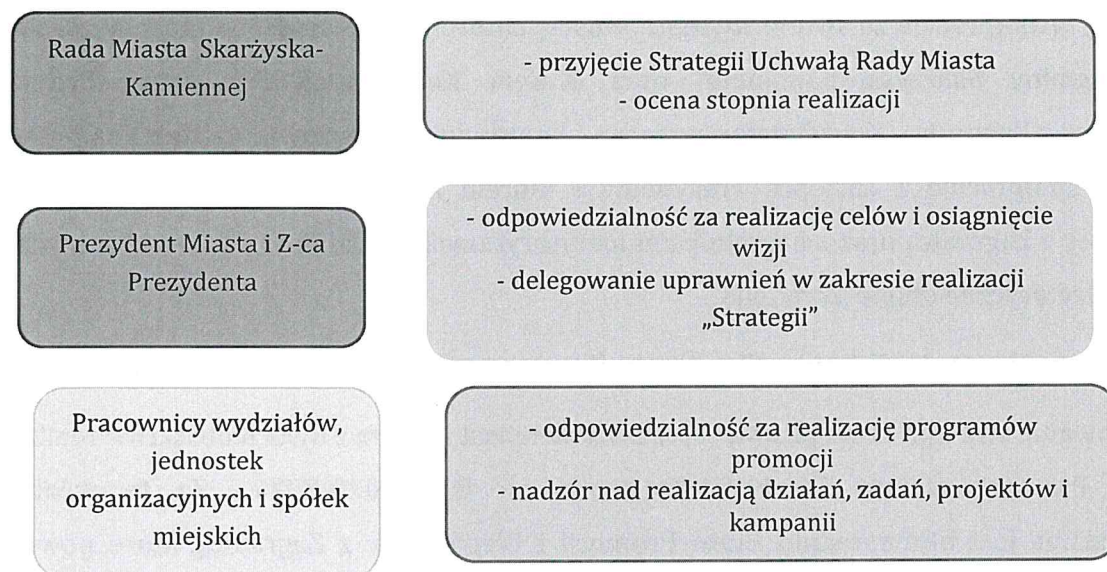 Rada Miasta Skarżyska-
Kamiennej
- przyjęcie Strategii Uchwałą Rady Miasta
- ocena stopnia realizacji
Prezydent Miasta i Z-ca
Prezydenta
- odpowiedzialność za realizację celów i osiągnięcie
wizji
- delegowanie uprawnień w zakresie realizacji
„Strategii”
Pracownicy wydziałów,
jednostek
organizacyjnych i spółek
miejskich
- odpowiedzialność za realizację programów
promocji
- nadzór nad realizacją działań, zadań, projektów i
kampanii